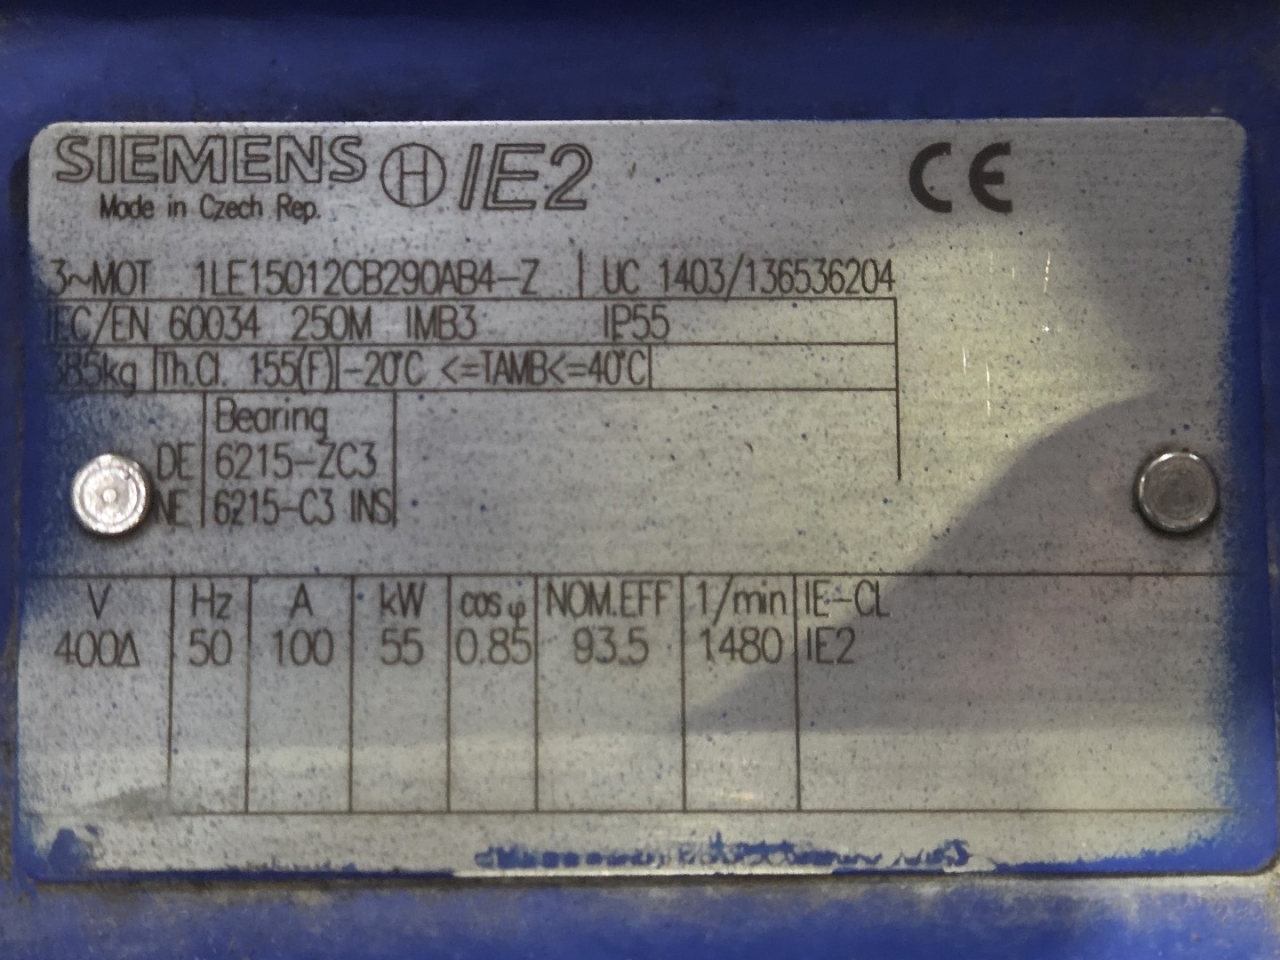 SIEMENS Ⓗ IE2 CE
Made in Czech Rep.
3~MOT 1LE15012CB290AB4-Z UC 1403/136536204
IEC/EN 60034 250M IMB3 IP55
385kg Th.Cl. 155(F) -20°C <=TAMB<=40°C
Bearing
DE 6215-ZC3
NE 6215-C3 INS
V Hz A kW cos φ NOM.EFF 1/min IE-CL
400Δ 50 100 55 0.85 93.5 1480 IE2